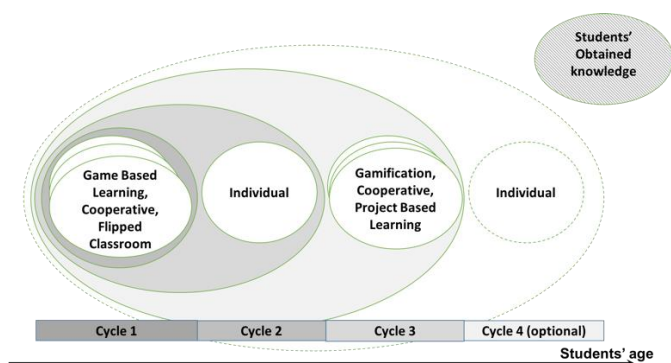 Students'
Obtained
knowledge
Game Based
Learning,
Cooperative,
Flipped
Classroom
Individual
Gamification,
Cooperative,
Project Based
Learning
Individual
Cycle 1
Cycle 2
Cycle 3
Cycle 4 (optional)
Students' age